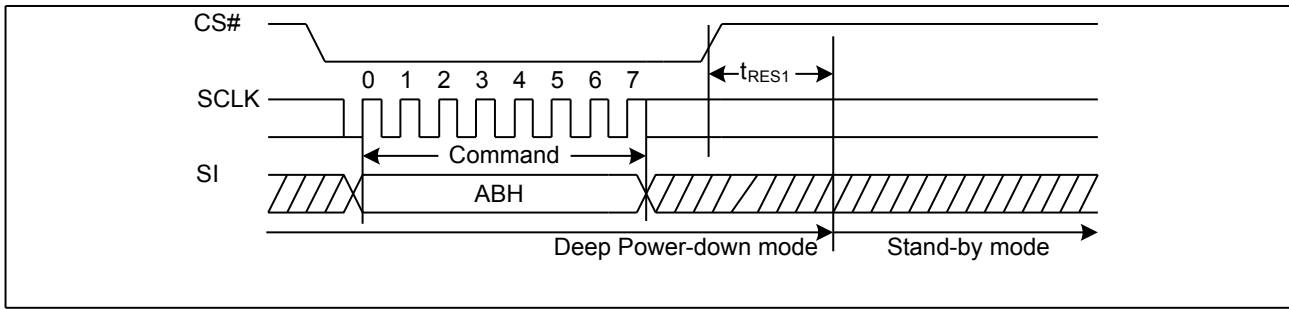 CS#
tRES1
0 1 2 3 4 5 6 7
SCLK
Command
SI
ABH
Deep Power-down mode Stand-by mode